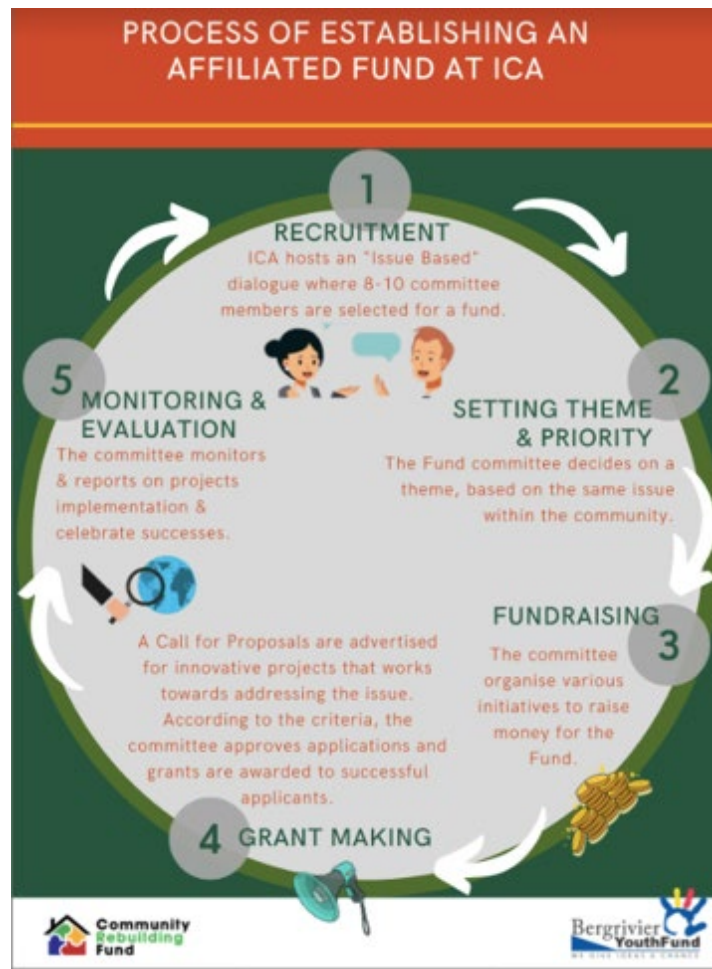 PROCESS OF ESTABLISHING AN
AFFILIATED FUND AT ICA
1
RECRUITMENT
ICA hosts an "Issue Based"
dialogue where 8-10 committee
members are selected for a fund.
2
SETTING THEME
& PRIORITY
The Fund committee decides on a
theme, based on the same issue
within the community.
FUNDRAISING
3
The committee
organise various
initiatives to raise
money for the
Fund.
A Call for Proposals are advertised
for innovative projects that works
towards addressing the issue.
According to the criteria, the
committee approves applications and
grants are awarded to successful
applicants.
4 GRANT MAKING
5
MONITORING &
EVALUATION
The committee monitors
& reports on projects
implementation &
celebrate successes.
Community
Rebuilding
Fund
Bergrivier
YouthFund
WE GIVE IDEAS A CHANCE